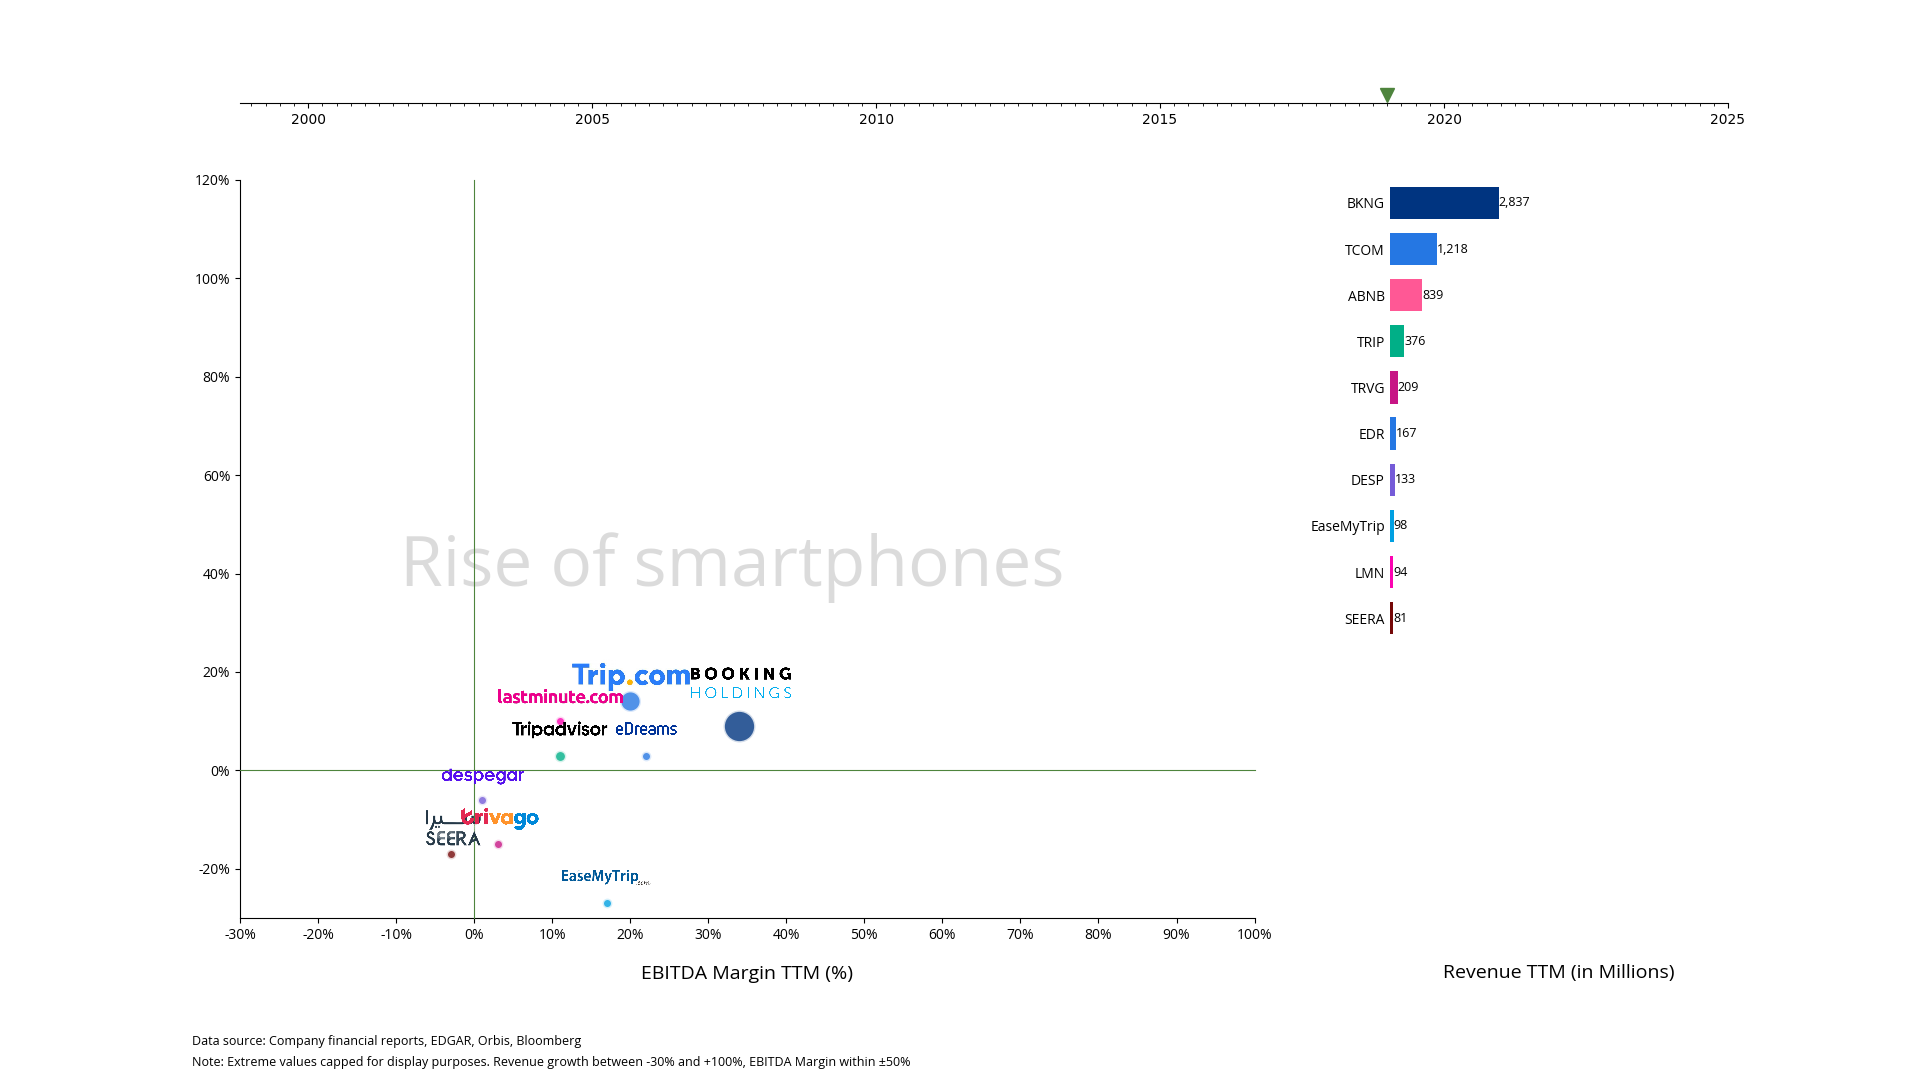 2000 2005 2010 2015 2020 2025
120%
100%
80%
60%
40%
20%
0%
-20%
Rise of smartphones
Trip.com
BOOKING
HOLDINGS
lastminute.com
Tripadvisor
eDreams
despegar
سيرا
SEERA
trivago
EaseMyTrip
-30% -20% -10% 0% 10% 20% 30% 40% 50% 60% 70% 80% 90% 100%
EBITDA Margin TTM (%)
BKNG 2,837
TCOM 1,218
ABNB 839
TRIP 376
TRVG 209
EDR 167
DESP 133
EaseMyTrip 98
LMN 94
SEERA 81
Revenue TTM (in Millions)
Data source: Company financial reports, EDGAR, Orbis, Bloomberg
Note: Extreme values capped for display purposes. Revenue growth between -30% and +100%, EBITDA Margin within ±50%